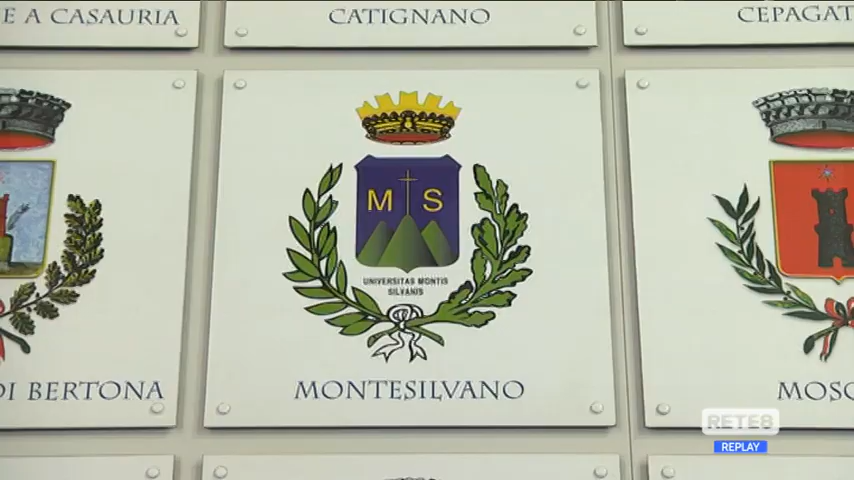 E A CASAURIA
CATIGNANO
CEPAGAT
M S
UNIVERSITAS MONTIS
SILVANIS
DI BERTONA
MONTESILVANO
MOSC
RETE8
REPLAY